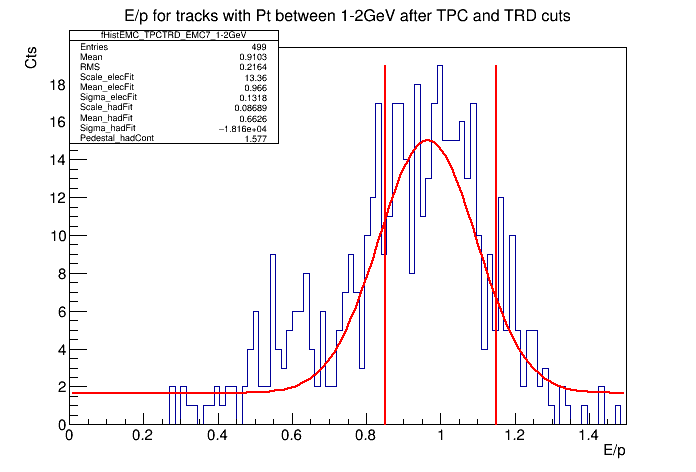 E/p for tracks with Pt between 1-2GeV after TPC and TRD cuts
fHistEMC_TPCTRD_EMC7_1-2GeV
Entries 499
Mean 0.9103
RMS 0.2164
Scale_elecFit 13.36
Mean_elecFit 0.966
Sigma_elecFit 0.1318
Scale_hadFit 0.08689
Mean_hadFit 0.6626
Sigma_hadFit −1.816e+04
Pedestal_hadCont 1.577
Cts
18
16
14
12
10
8
6
4
2
0
0 0.2 0.4 0.6 0.8 1 1.2 1.4
E/p